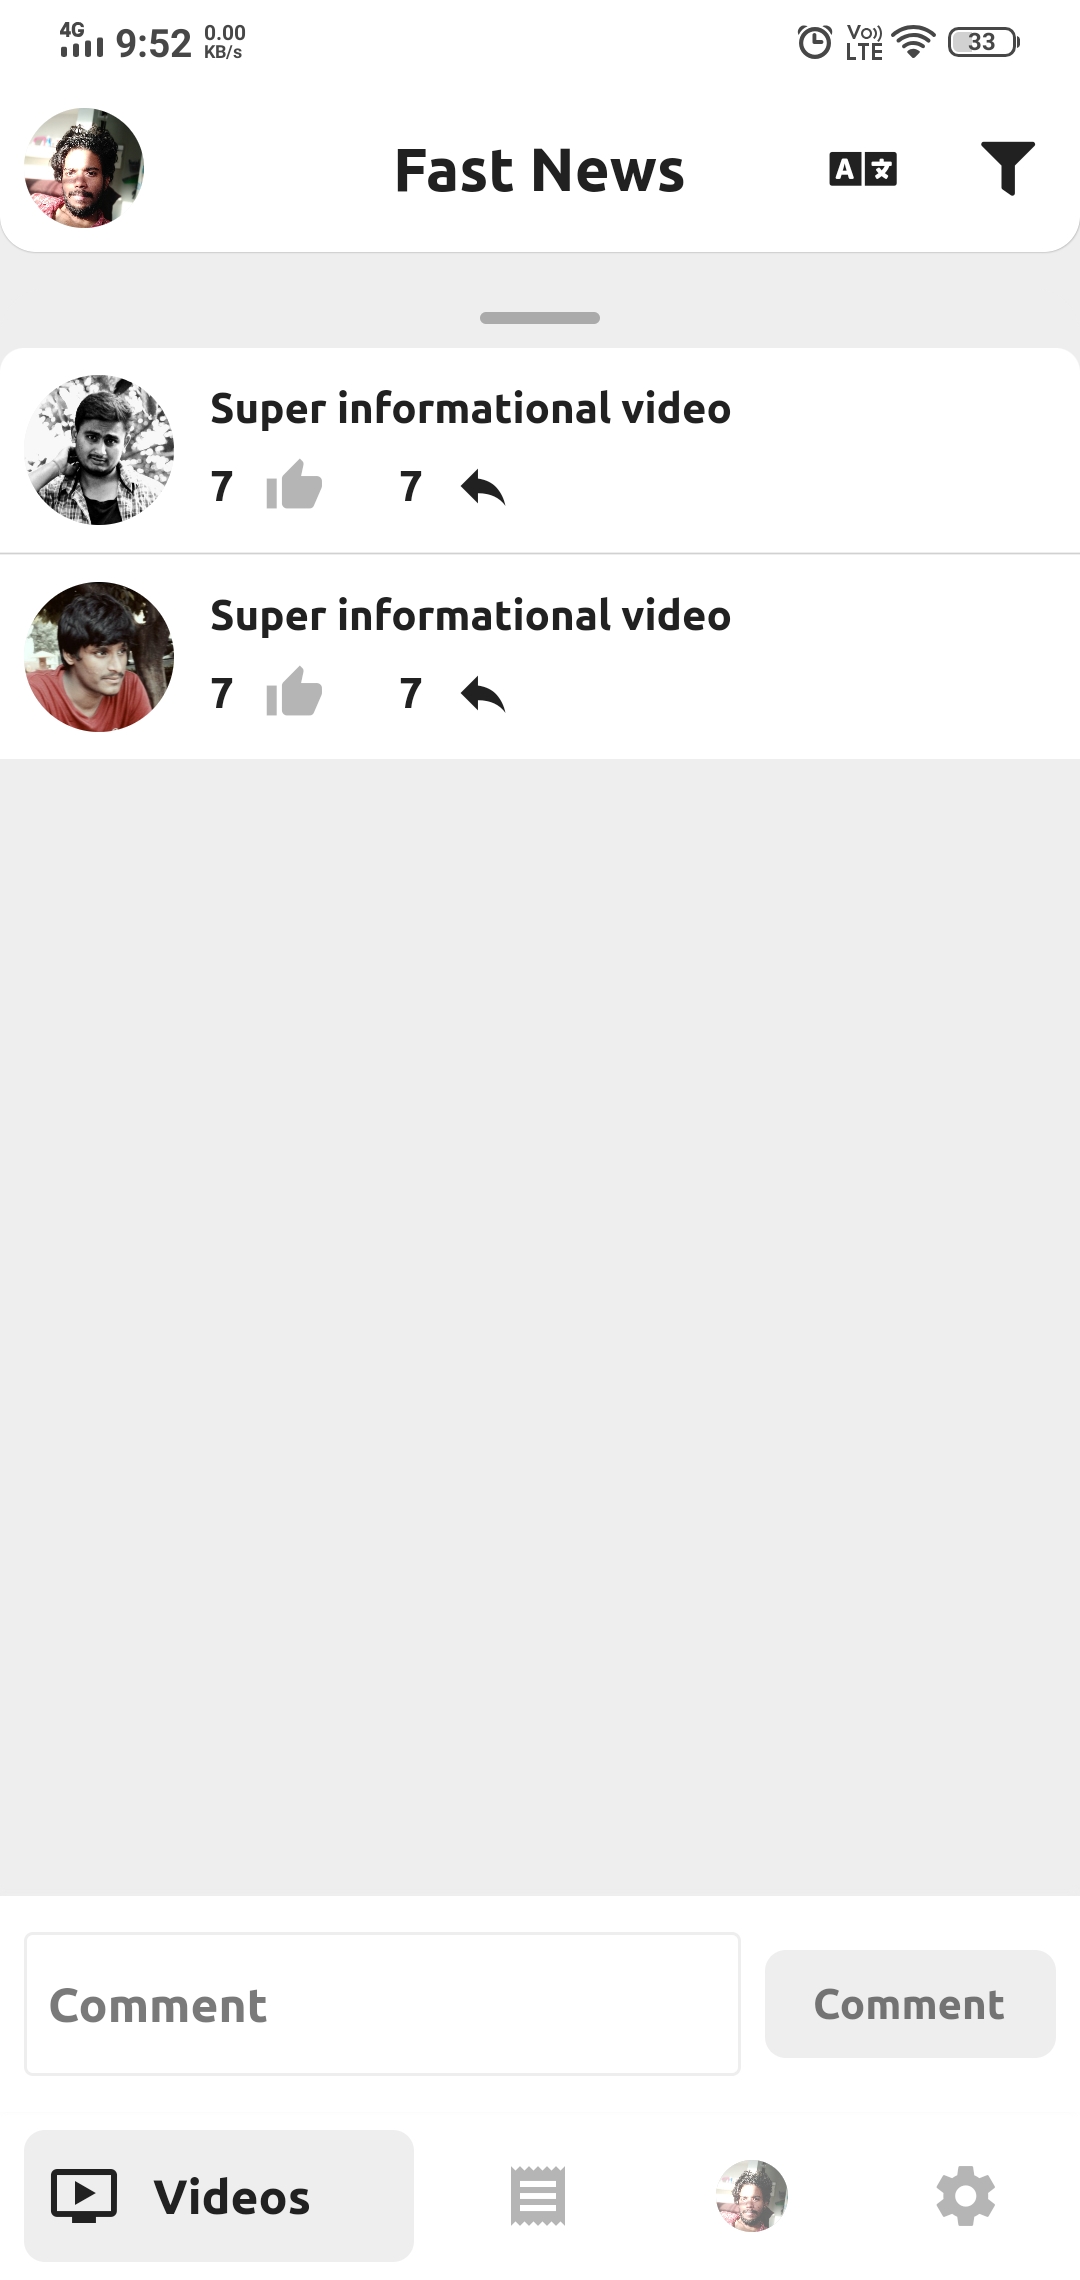 4G 9:52 0.00 KB/s Vo)) LTE 33
Fast News A 文
Super informational video
7 7
Super informational video
7 7
Comment Comment
Videos